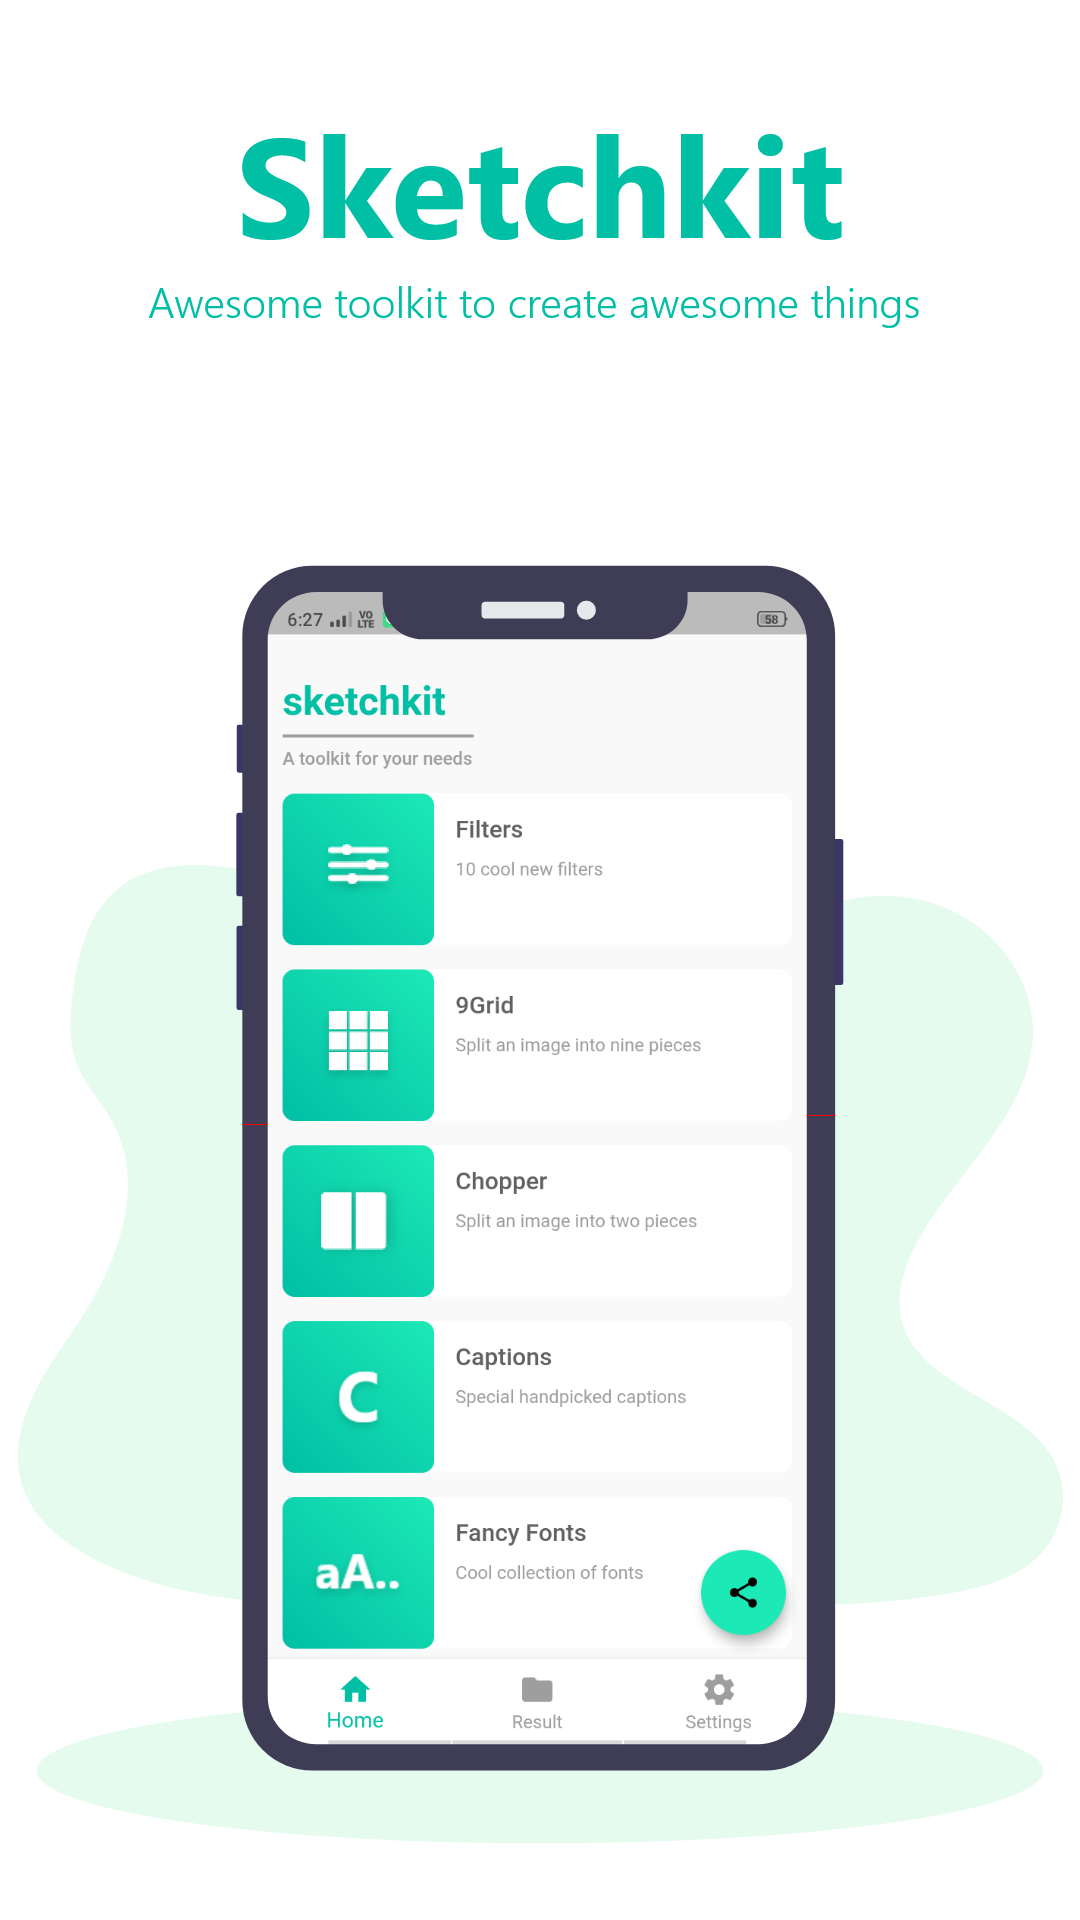 Sketchkit
Awesome toolkit to create awesome things
6:27 VO LTE 58
sketchkit
A toolkit for your needs
Filters
10 cool new filters
9Grid
Split an image into nine pieces
Chopper
Split an image into two pieces
C
Captions
Special handpicked captions
aA..
Fancy Fonts
Cool collection of fonts
Home Result Settings